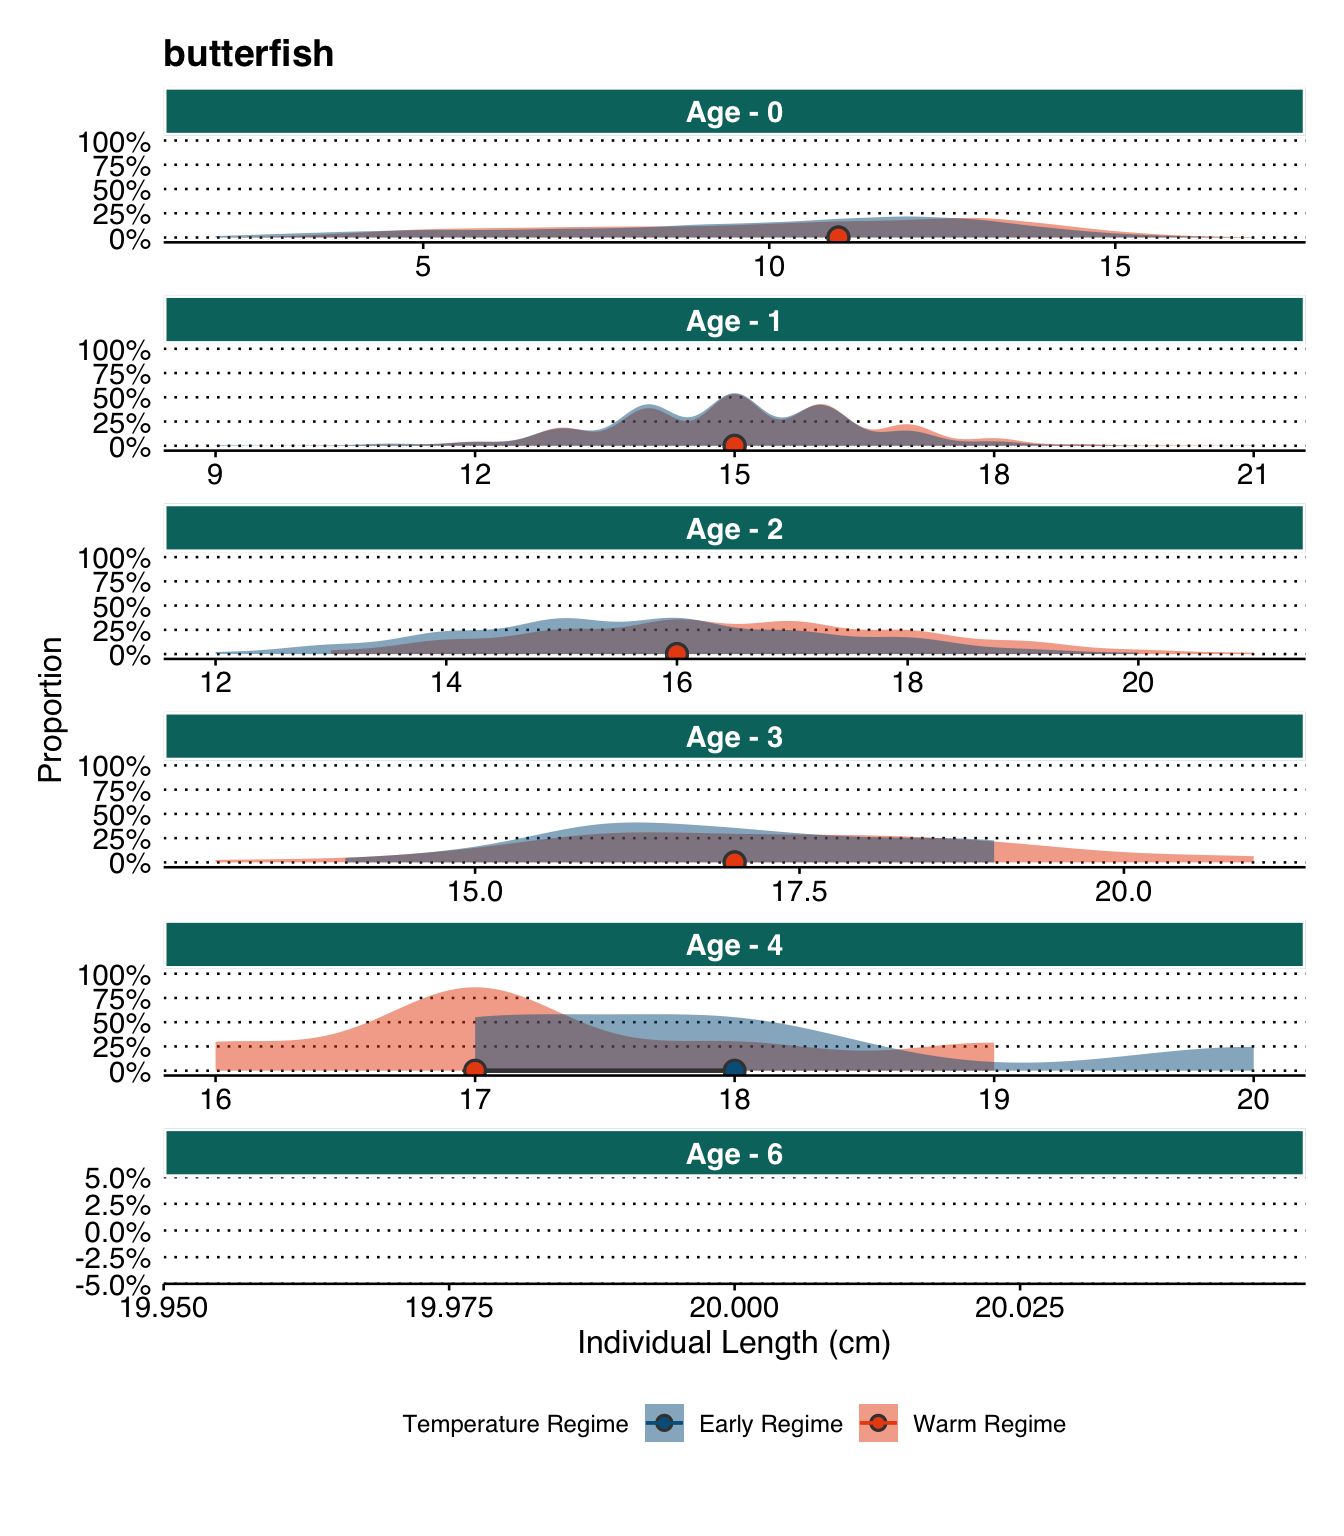 butterfish
Age - 0
100%
75%
50%
25%
0%
5 10 15
Age - 1
100%
75%
50%
25%
0%
9 12 15 18 21
Age - 2
100%
75%
50%
25%
0%
12 14 16 18 20
Proportion
Age - 3
100%
75%
50%
25%
0%
15.0 17.5 20.0
Age - 4
100%
75%
50%
25%
0%
16 17 18 19 20
Age - 6
5.0%
2.5%
0.0%
-2.5%
-5.0%
19.950 19.975 20.000 20.025
Individual Length (cm)
Temperature Regime Early Regime Warm Regime